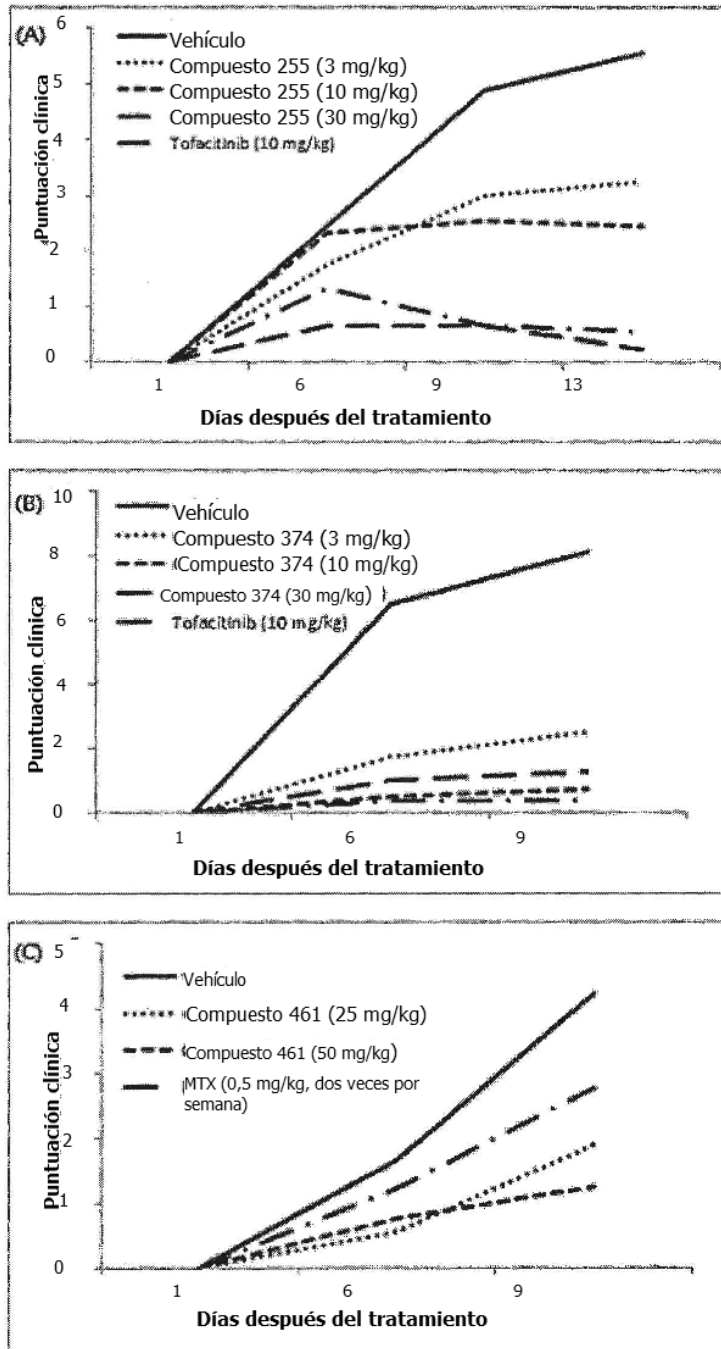 (A)
6
5
4
3
2
1
0
Puntuación clínica
Vehículo
Compuesto 255 (3 mg/kg)
Compuesto 255 (10 mg/kg)
Compuesto 255 (30 mg/kg)
Tofacitinib (10 mg/kg)
1 6 9 13
Días después del tratamiento
(B)
10
8
6
4
2
0
Puntuación clínica
Vehículo
Compuesto 374 (3 mg/kg)
Compuesto 374 (10 mg/kg)
Compuesto 374 (30 mg/kg)
Tofacitinib (10 mg/kg)
1 6 9
Días después del tratamiento
(C)
5
4
3
2
1
0
Puntuación clínica
Vehículo
Compuesto 461 (25 mg/kg)
Compuesto 461 (50 mg/kg)
MTX (0,5 mg/kg, dos veces por
semana)
1 6 9
Días después del tratamiento